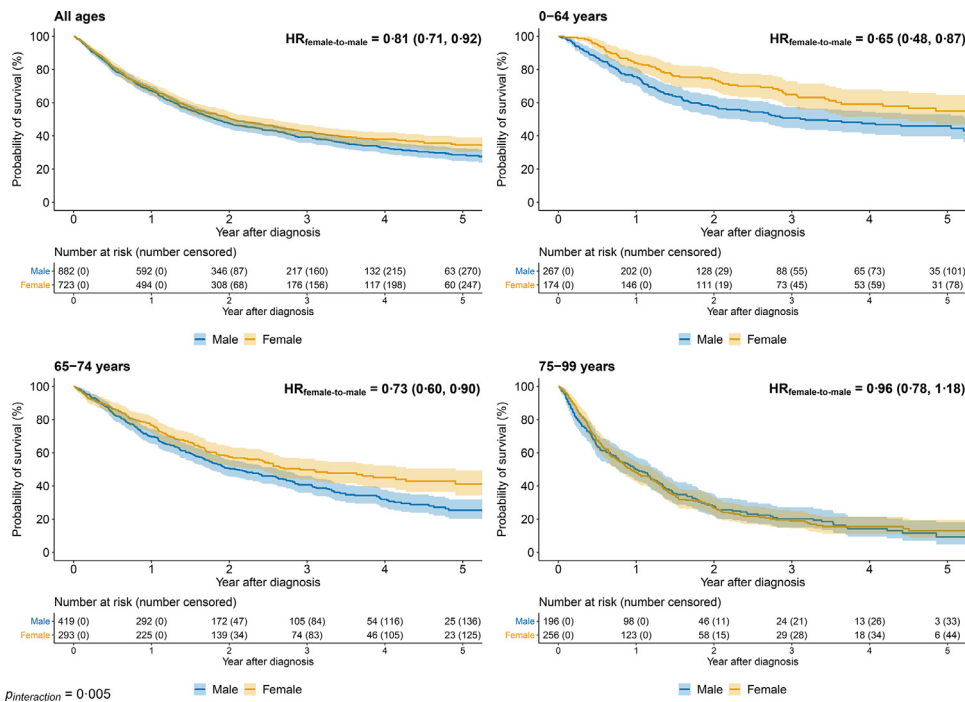 All ages
HRfemale-to-male = 0·81 (0·71, 0·92)
Probability of survival (%)
100
80
60
40
20
0
0 1 2 3 4 5
Year after diagnosis
Number at risk (number censored)
Male 882 (0) 592 (0) 346 (87) 217 (160) 132 (215) 63 (270)
Female 723 (0) 494 (0) 308 (68) 176 (156) 117 (198) 60 (247)
0 1 2 3 4 5
Year after diagnosis
Male Female
0−64 years
HRfemale-to-male = 0·65 (0·48, 0·87)
Probability of survival (%)
100
80
60
40
20
0
0 1 2 3 4 5
Year after diagnosis
Number at risk (number censored)
Male 267 (0) 202 (0) 128 (29) 88 (55) 65 (73) 35 (101)
Female 174 (0) 146 (0) 111 (19) 73 (45) 53 (59) 31 (78)
0 1 2 3 4 5
Year after diagnosis
Male Female
65−74 years
HRfemale-to-male = 0·73 (0·60, 0·90)
Probability of survival (%)
100
80
60
40
20
0
0 1 2 3 4 5
Year after diagnosis
Number at risk (number censored)
Male 419 (0) 292 (0) 172 (47) 105 (84) 54 (116) 25 (136)
Female 293 (0) 225 (0) 139 (34) 74 (83) 46 (105) 23 (125)
0 1 2 3 4 5
Year after diagnosis
Male Female
75−99 years
HRfemale-to-male = 0·96 (0·78, 1·18)
Probability of survival (%)
100
80
60
40
20
0
0 1 2 3 4 5
Year after diagnosis
Number at risk (number censored)
Male 196 (0) 98 (0) 46 (11) 24 (21) 13 (26) 3 (33)
Female 256 (0) 123 (0) 58 (15) 29 (28) 18 (34) 6 (44)
0 1 2 3 4 5
Year after diagnosis
Male Female
pinteraction = 0·005